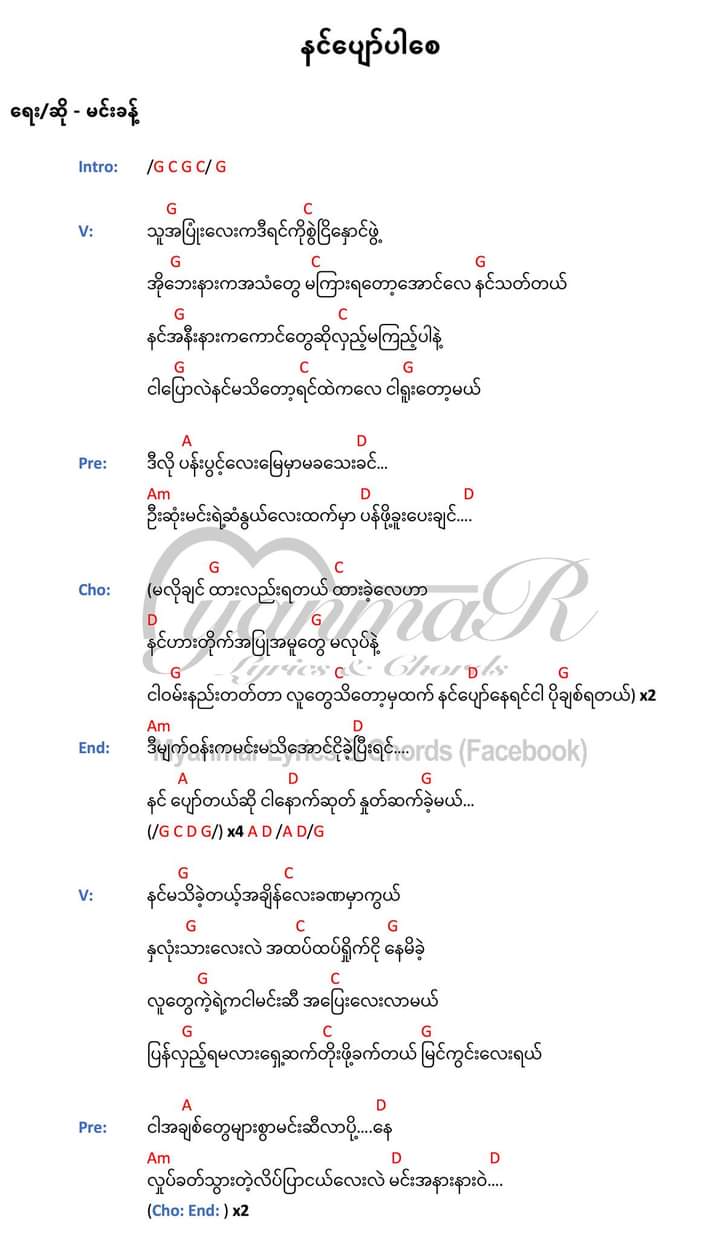 နင်ပျော်ပါစေ
ရေး/ဆို - မင်းခန့်
Intro: /G C G C/ G
G C
V: သူအပြုံးလေးကဒီရင်ကိုစွဲငြိနှောင်ဖွဲ့
G C G
အိုဘေးနားကအသံတွေ မကြားရတော့အောင်လေ နင်သတ်တယ်
G C
နင်အနီးနားကကောင်တွေဆိုလှည့်မကြည့်ပါနဲ့
G C G
ငါပြောလဲနင်မသိတော့ရင်ထဲကလေ ငါရူးတော့မယ်
A D
Pre: ဒီလို ပန်းပွင့်လေးမြေမှာမခသေးခင်...
Am D D
ဦးဆုံးမင်းရဲ့ဆံနွယ်လေးထက်မှာ ပန်ဖို့ခူးပေးချင်....
G C
Cho: (မလိုချင် ထားလည်းရတယ် ထားခဲ့လေဟာ
D G
နင်ဟားတိုက်အပြုအမူတွေ မလုပ်နဲ့
G C D G
ငါဝမ်းနည်းတတ်တာ လူတွေသိတော့မှထက် နင်ပျော်နေရင်ငါ ပိုချစ်ရတယ်) x2
Am D
End: ဒီမျက်ဝန်းကမင်းမသိအောင်ငိုခဲ့ပြီးရင်....
A D G
နင် ပျော်တယ်ဆို ငါနောက်ဆုတ် နှုတ်ဆက်ခဲ့မယ်...
(/G C D G/) x4 A D /A D/G
G C
V: နင်မသိခဲ့တယ့်အချိန်လေးခဏမှာကွယ်
G C G
နှလုံးသားလေးလဲ အထပ်ထပ်ရှိုက်ငို နေမိခဲ့
G C
လူတွေကဲ့ရဲ့ကငါမင်းဆီ အပြေးလေးလာမယ်
G C G
ပြန်လှည့်ရမလားရှေ့ဆက်တိုးဖို့ခက်တယ် မြင်ကွင်းလေးရယ်
A D
Pre: ငါအချစ်တွေများစွာမင်းဆီလာပို့....နေ
Am D D
လှုပ်ခတ်သွားတဲ့လိပ်ပြာငယ်လေးလဲ မင်းအနားနားဝဲ....
(Cho: End: ) x2
Myanmar Lyrics & Chords
Myanmar Lyrics & Chords (Facebook)